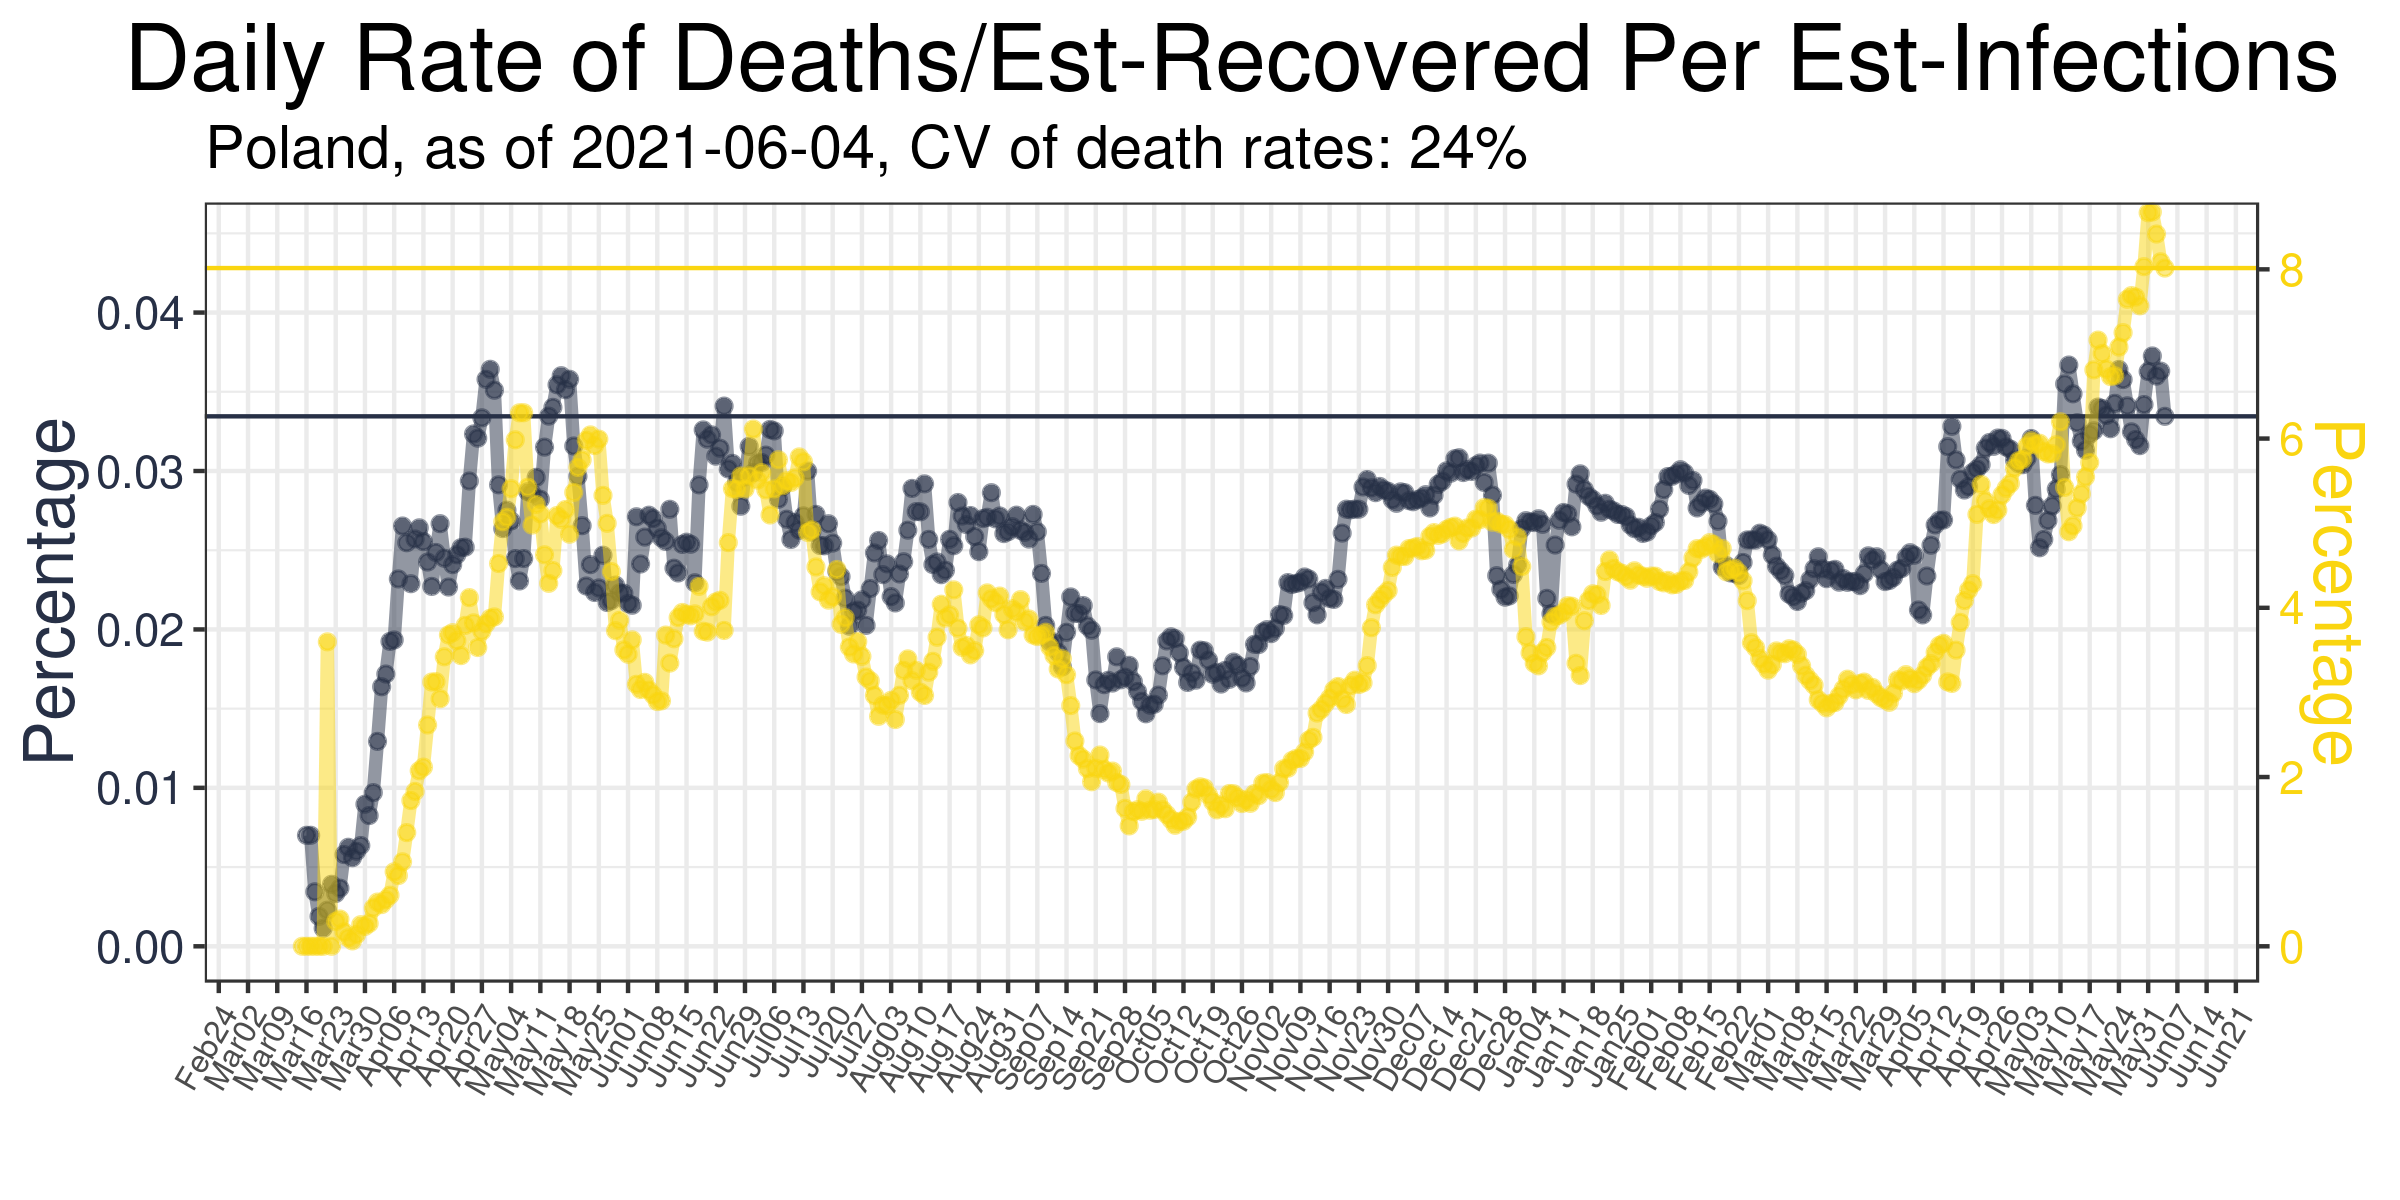 Daily Rate of Deaths/Est-Recovered Per Est-Infections
Poland, as of 2021-06-04, CV of death rates: 24%
Percentage
0.04
0.03
0.02
0.01
0.00
8
6
4
2
0
Percentage
Feb24
Mar02
Mar09
Mar16
Mar23
Mar30
Apr06
Apr13
Apr20
Apr27
May04
May11
May18
May25
Jun01
Jun08
Jun15
Jun22
Jun29
Jul06
Jul13
Jul20
Jul27
Aug03
Aug10
Aug17
Aug24
Aug31
Sep07
Sep14
Sep21
Sep28
Oct05
Oct12
Oct19
Oct26
Nov02
Nov09
Nov16
Nov23
Nov30
Dec07
Dec14
Dec21
Dec28
Jan04
Jan11
Jan18
Jan25
Feb01
Feb08
Feb15
Feb22
Mar01
Mar08
Mar15
Mar22
Mar29
Apr05
Apr12
Apr19
Apr26
May03
May10
May17
May24
May31
Jun07
Jun14
Jun21